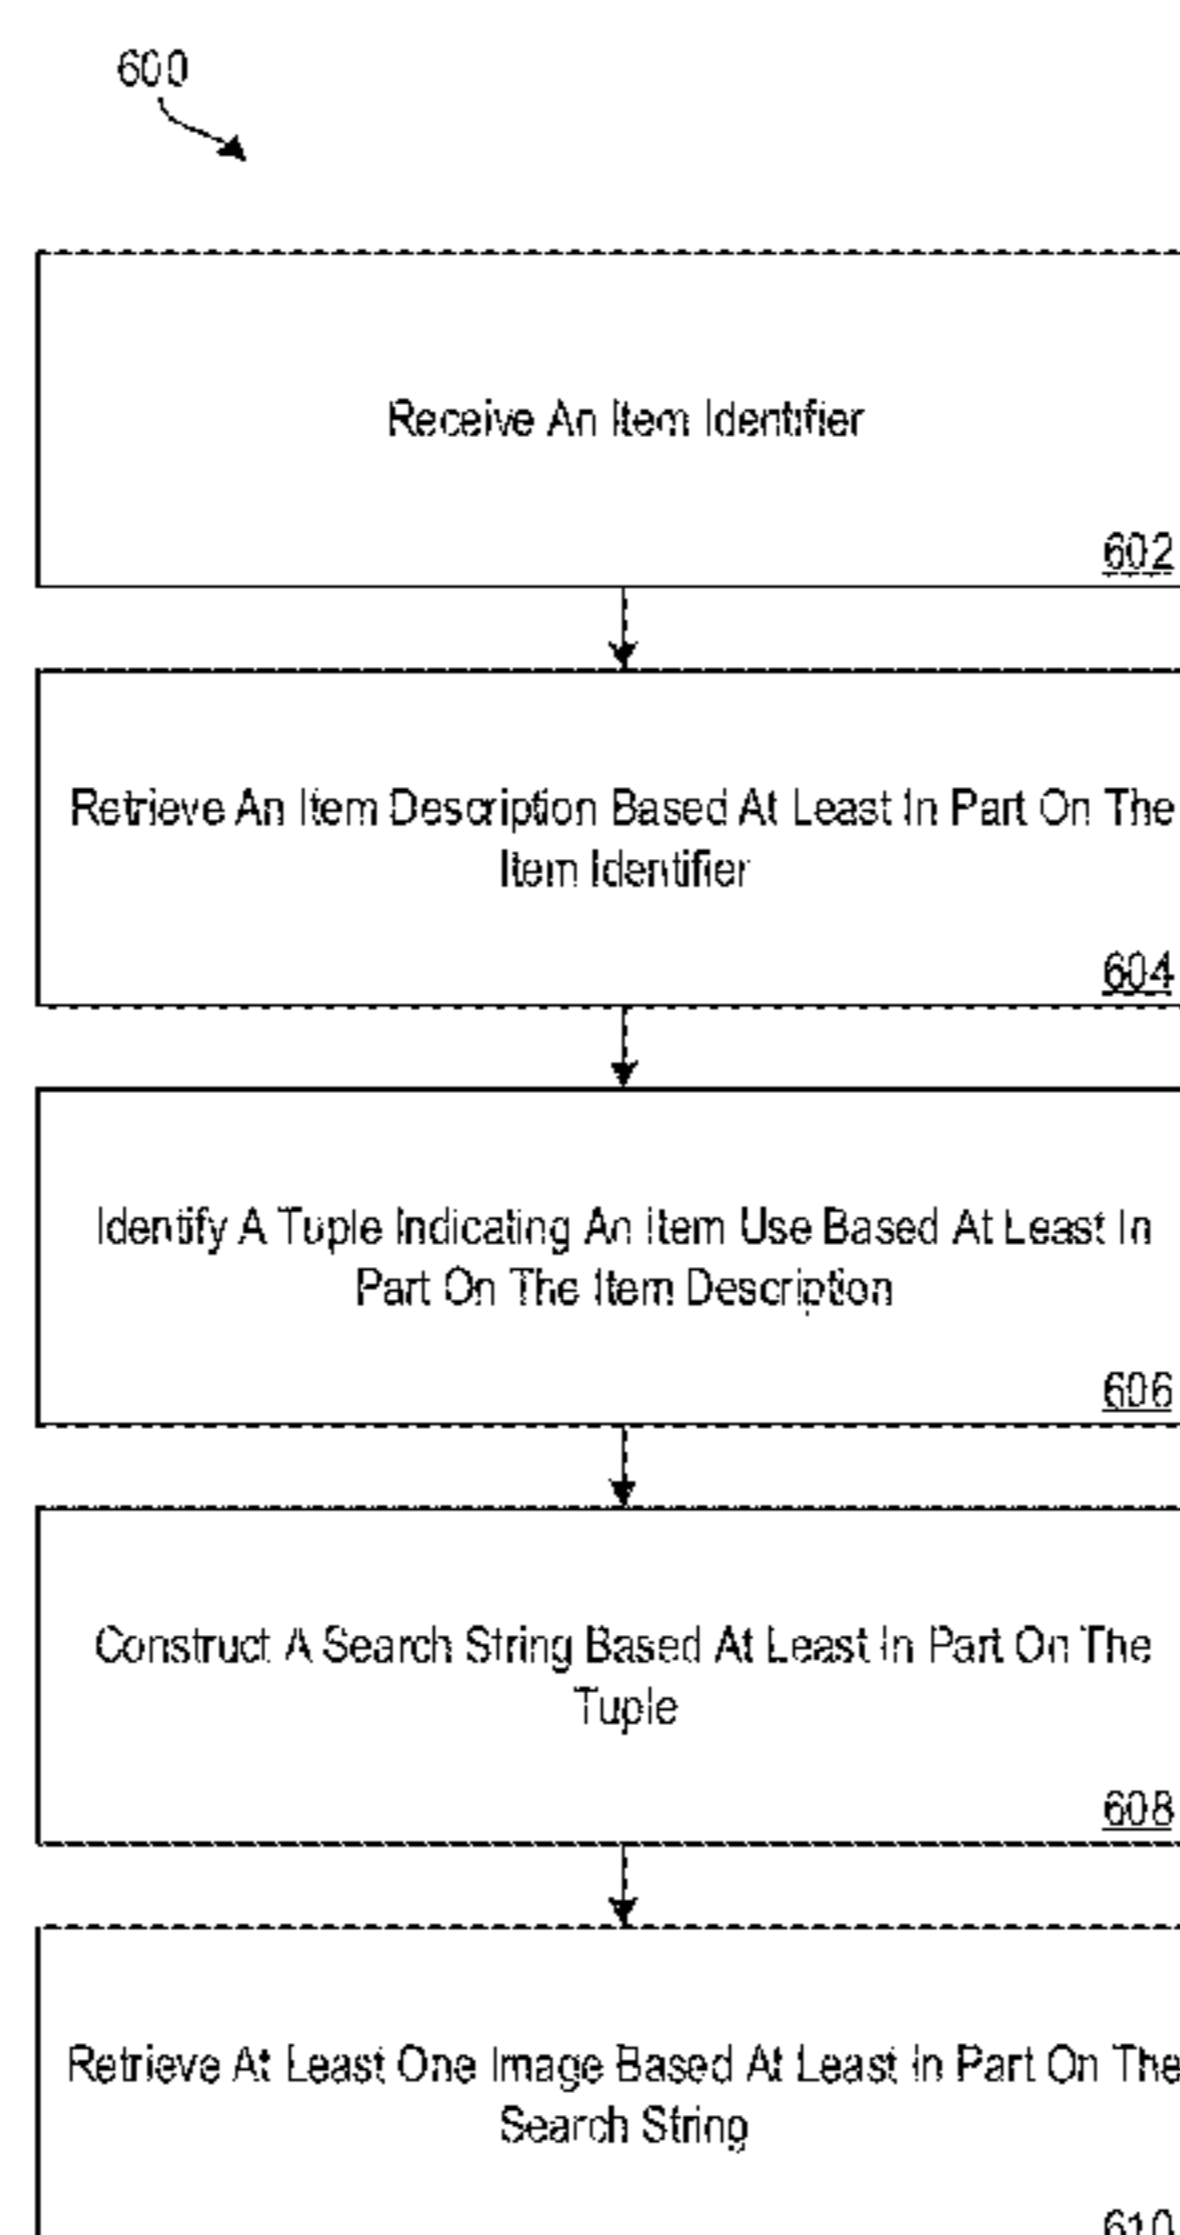 600
Receive An Item Identifier
602
Retrieve An Item Description Based At Least In Part On The
Item Identifier
604
Identify A Tuple Indicating An Item Use Based At Least In
Part On The Item Description
606
Construct A Search String Based At Least In Part On The
Tuple
608
Retrieve At Least One Image Based At Least In Part On The
Search String
610